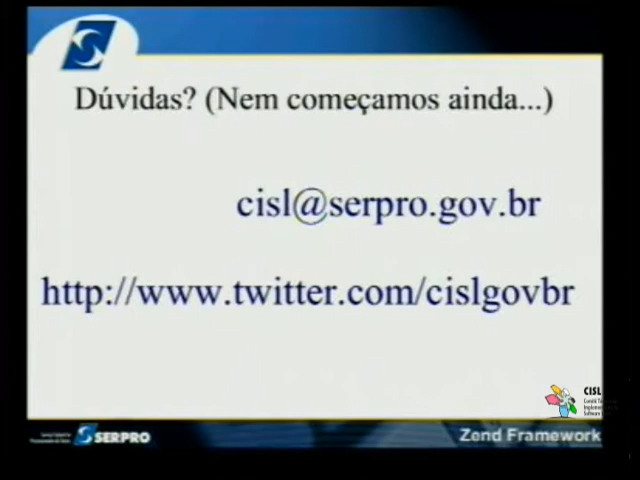 Dúvidas? (Nem começamos ainda...)
cisl@serpro.gov.br
http://www.twitter.com/cislgovbr
CISL
SERPRO
Zend Framework